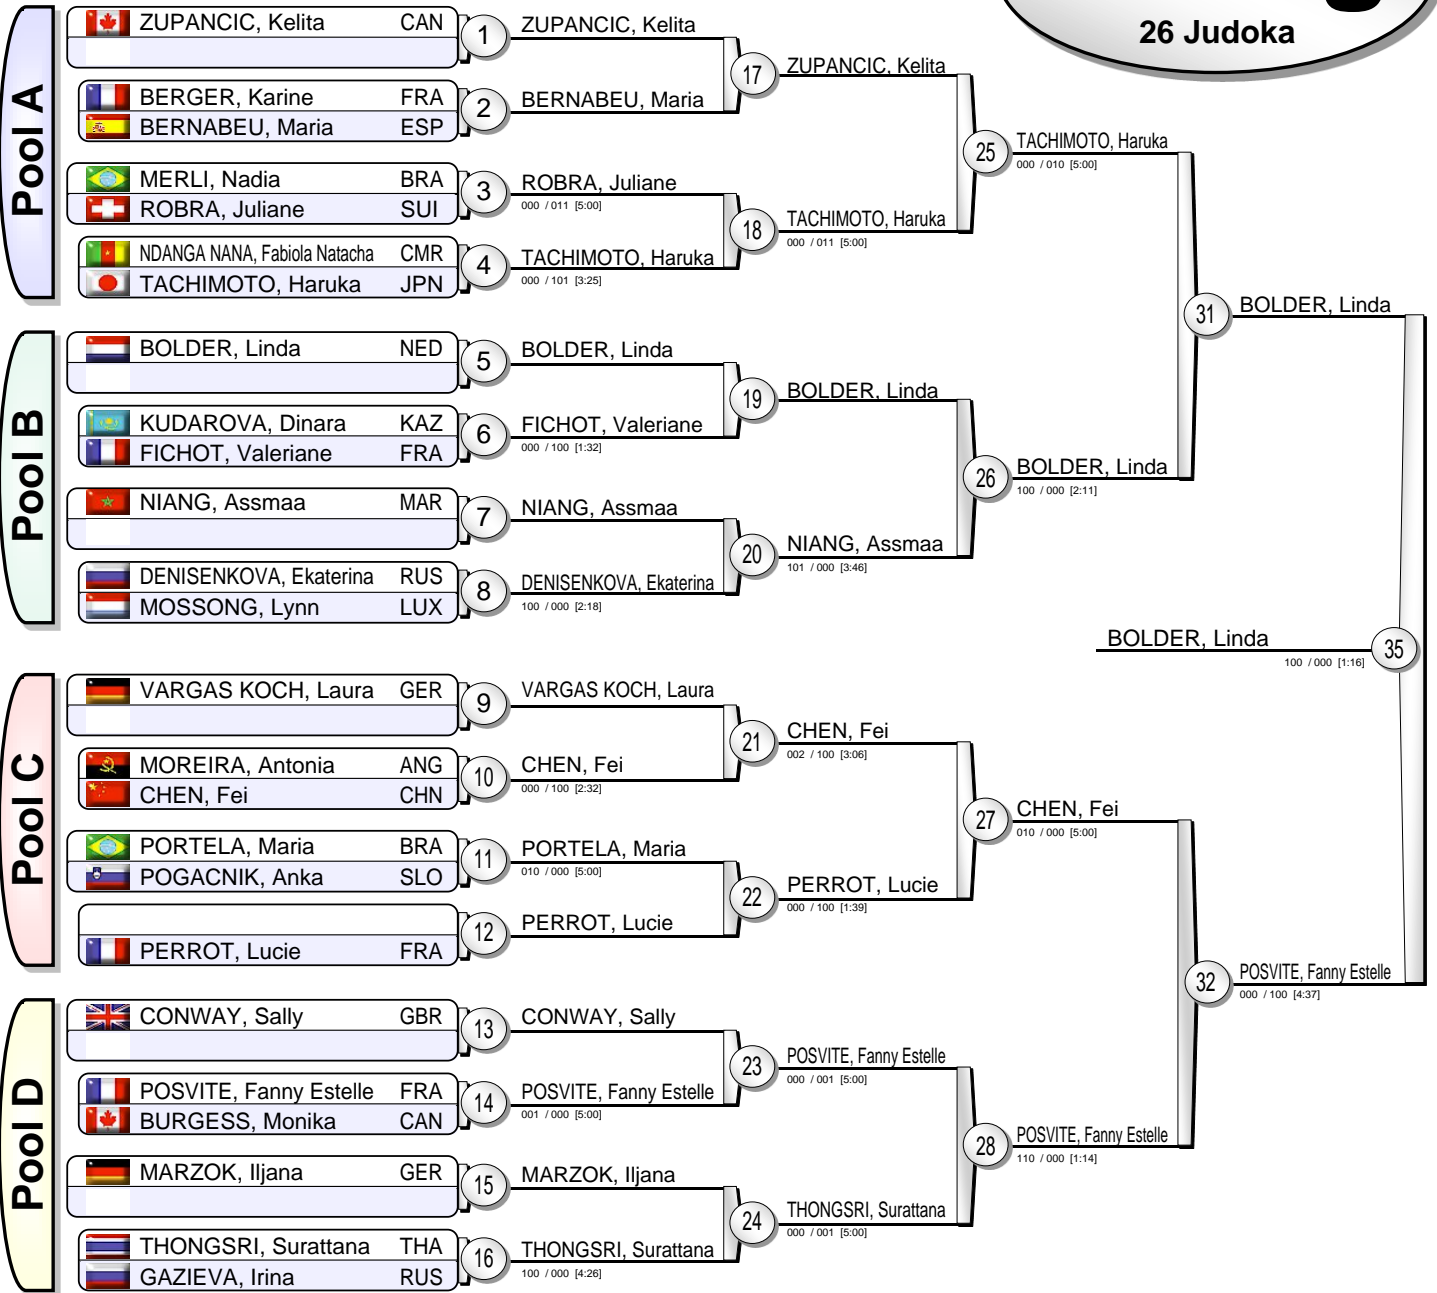 26 Judoka
Pool A
ZUPANCIC, Kelita CAN
1
ZUPANCIC, Kelita
BERGER, Karine FRA
BERNABEU, Maria ESP
2
BERNABEU, Maria
17
ZUPANCIC, Kelita
MERLI, Nadia BRA
ROBRA, Juliane SUI
3
ROBRA, Juliane
000 / 011 [5:00]
NDANGA NANA, Fabiola Natacha CMR
TACHIMOTO, Haruka JPN
4
TACHIMOTO, Haruka
000 / 101 [3:25]
18
TACHIMOTO, Haruka
000 / 011 [5:00]
25
TACHIMOTO, Haruka
000 / 010 [5:00]
Pool B
BOLDER, Linda NED
5
BOLDER, Linda
KUDAROVA, Dinara KAZ
FICHOT, Valeriane FRA
6
FICHOT, Valeriane
000 / 100 [1:32]
19
BOLDER, Linda
NIANG, Assmaa MAR
7
NIANG, Assmaa
DENISENKOVA, Ekaterina RUS
MOSSONG, Lynn LUX
8
DENISENKOVA, Ekaterina
100 / 000 [2:18]
20
NIANG, Assmaa
101 / 000 [3:46]
26
BOLDER, Linda
100 / 000 [2:11]
31
BOLDER, Linda
BOLDER, Linda
100 / 000 [1:16]
35
Pool C
VARGAS KOCH, Laura GER
9
VARGAS KOCH, Laura
MOREIRA, Antonia ANG
CHEN, Fei CHN
10
CHEN, Fei
000 / 100 [2:32]
21
CHEN, Fei
002 / 100 [3:06]
PORTELA, Maria BRA
POGACNIK, Anka SLO
11
PORTELA, Maria
010 / 000 [5:00]
PERROT, Lucie FRA
12
PERROT, Lucie
22
PERROT, Lucie
000 / 100 [1:39]
27
CHEN, Fei
010 / 000 [5:00]
Pool D
CONWAY, Sally GBR
13
CONWAY, Sally
POSVITE, Fanny Estelle FRA
BURGESS, Monika CAN
14
POSVITE, Fanny Estelle
001 / 000 [5:00]
23
POSVITE, Fanny Estelle
000 / 001 [5:00]
MARZOK, Iljana GER
15
MARZOK, Iljana
THONGSRI, Surattana THA
GAZIEVA, Irina RUS
16
THONGSRI, Surattana
100 / 000 [4:26]
24
THONGSRI, Surattana
000 / 001 [5:00]
28
POSVITE, Fanny Estelle
110 / 000 [1:14]
32
POSVITE, Fanny Estelle
000 / 100 [4:37]